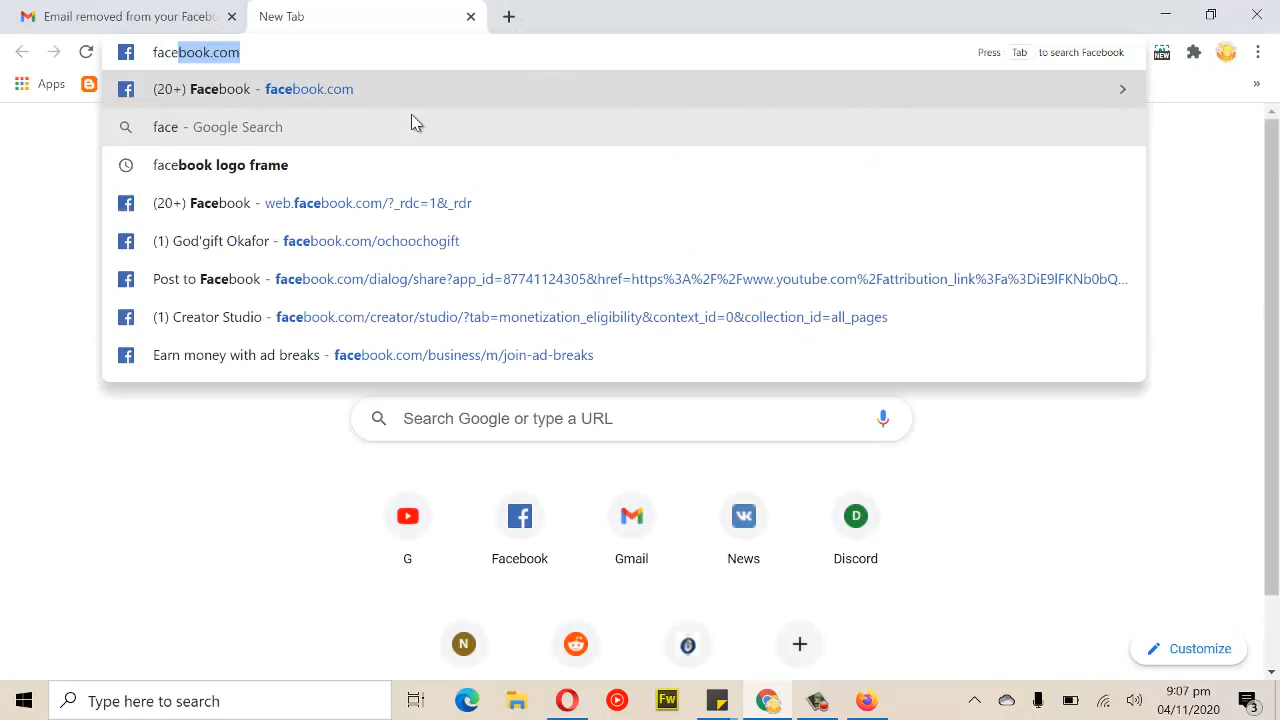 Email removed from your Facebo
New Tab
facebook.com
Press Tab to search Facebook
NEW
Apps
»
(20+) Facebook - facebook.com
face - Google Search
facebook logo frame
(20+) Facebook - web.facebook.com/?_rdc=1&_rdr
(1) God'gift Okafor - facebook.com/ochoochogift
Post to Facebook - facebook.com/dialog/share?app_id=87741124305&href=https%3A%2F%2Fwww.youtube.com%2Fattribution_link%3Fa%3DiE9lFKNb0bQ...
(1) Creator Studio - facebook.com/creator/studio/?tab=monetization_eligibility&context_id=0&collection_id=all_pages
Earn money with ad breaks - facebook.com/business/m/join-ad-breaks
Search Google or type a URL
D
G
Facebook
Gmail
News
Discord
N
Customize
Type here to search
Fw
9:07 pm
04/11/2020
3